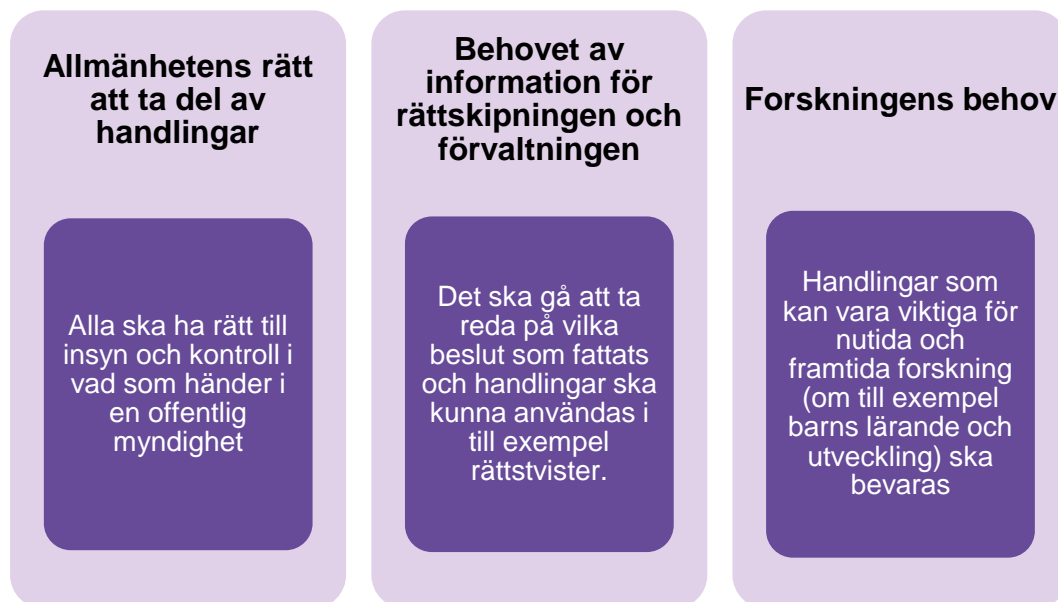 Allmänhetens rätt
att ta del av
handlingar
Alla ska ha rätt till
insyn och kontroll i
vad som händer i
en offentlig
myndighet
Behovet av
information för
rättskipningen och
förvaltningen
Det ska gå att ta
reda på vilka
beslut som fattats
och handlingar ska
kunna användas i
till exempel
rättstvister.
Forskningens behov
Handlingar som
kan vara viktiga för
nutida och
framtida forskning
(om till exempel
barns lärande och
utveckling) ska
bevaras